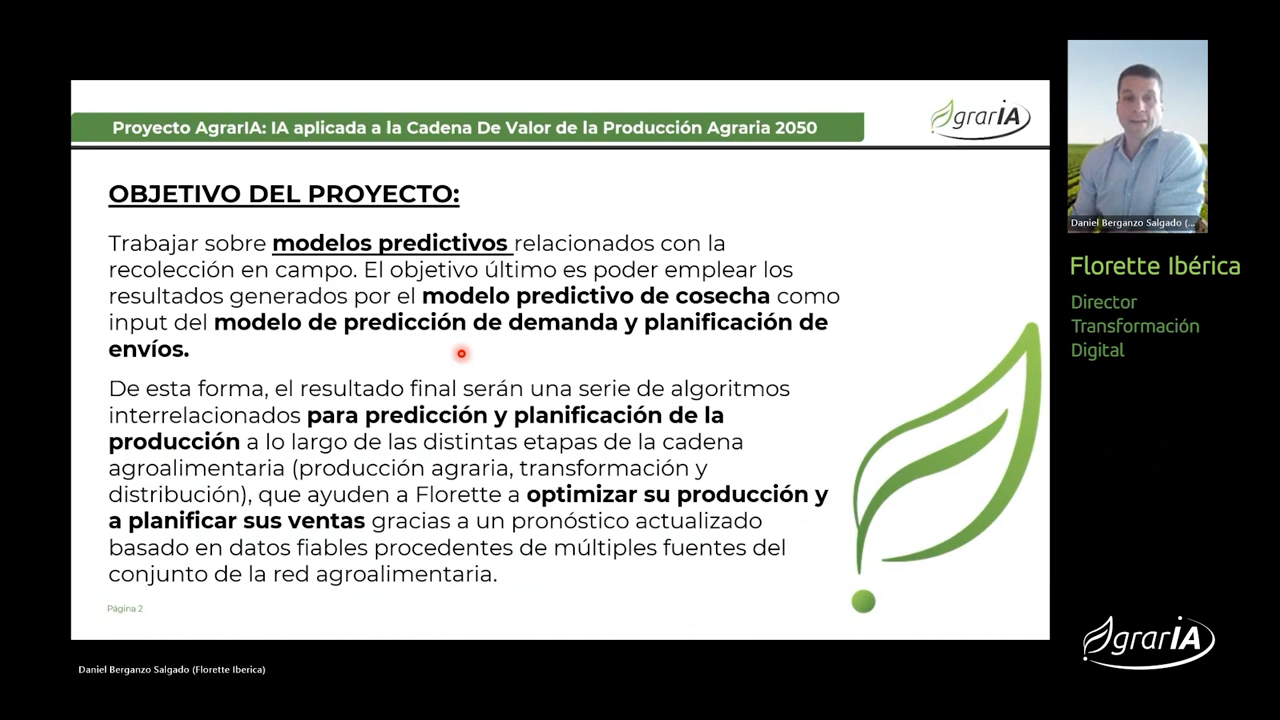 Proyecto AgrarIA: IA aplicada a la Cadena De Valor de la Producción Agraria 2050
AgrarIA
OBJETIVO DEL PROYECTO:
Trabajar sobre modelos predictivos relacionados con la
recolección en campo. El objetivo último es poder emplear los
resultados generados por el modelo predictivo de cosecha como
input del modelo de predicción de demanda y planificación de
envíos.
De esta forma, el resultado final serán una serie de algoritmos
interrelacionados para predicción y planificación de la
producción a lo largo de las distintas etapas de la cadena
agroalimentaria (producción agraria, transformación y
distribución), que ayuden a Florette a optimizar su producción y
a planificar sus ventas gracias a un pronóstico actualizado
basado en datos fiables procedentes de múltiples fuentes del
conjunto de la red agroalimentaria.
Página 2
Daniel Berganzo Salgado (...
Florette Ibérica
Director
Transformación
Digital
AgrarIA
Daniel Berganzo Salgado (Florette Iberica)